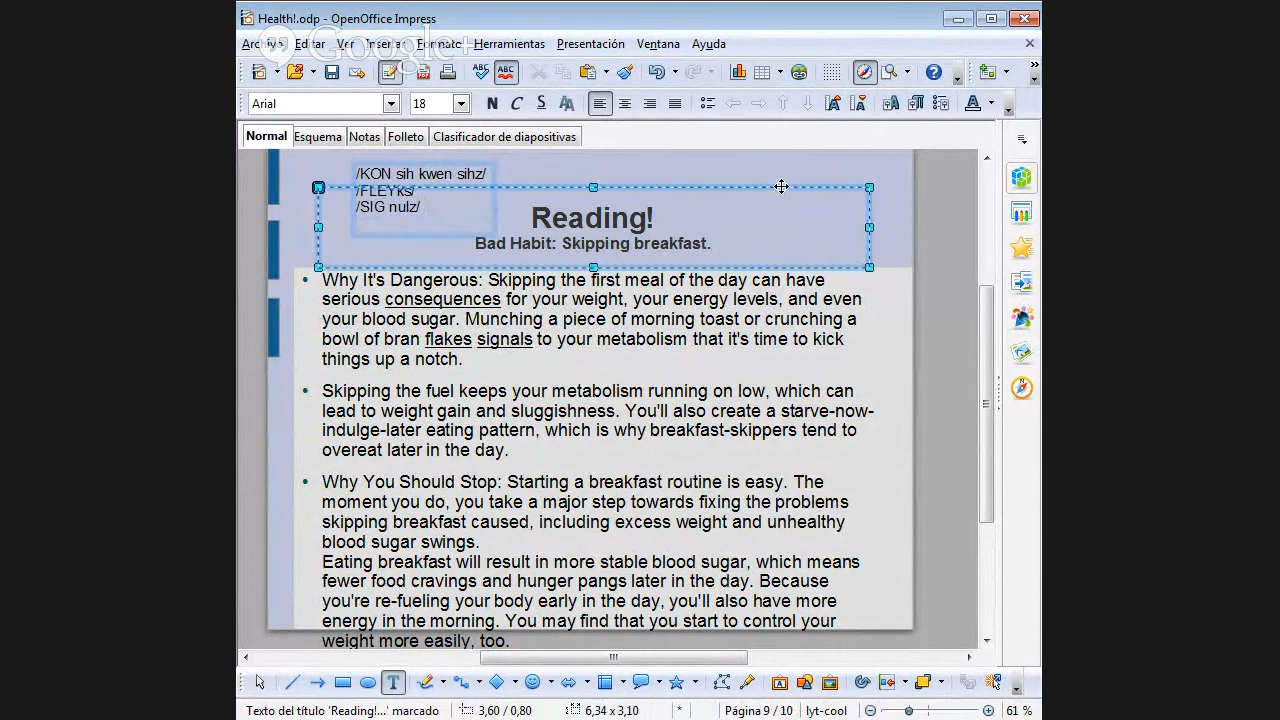 Health!.odp - OpenOffice Impress
Google+
Archivo Editar Ver Insertar Formato Herramientas Presentación Ventana Ayuda
Arial 18 N C S
Normal Esquema Notas Folleto Clasificador de diapositivas
/KON sih kwen sihz/
/FLEYks/
/SIG nulz/
Reading!
Bad Habit: Skipping breakfast.
• Why It's Dangerous: Skipping the first meal of the day can have
serious consequences for your weight, your energy levels, and even
your blood sugar. Munching a piece of morning toast or crunching a
bowl of bran flakes signals to your metabolism that it's time to kick
things up a notch.
• Skipping the fuel keeps your metabolism running on low, which can
lead to weight gain and sluggishness. You'll also create a starve-now-
indulge-later eating pattern, which is why breakfast-skippers tend to
overeat later in the day.
• Why You Should Stop: Starting a breakfast routine is easy. The
moment you do, you take a major step towards fixing the problems
skipping breakfast caused, including excess weight and unhealthy
blood sugar swings.
Eating breakfast will result in more stable blood sugar, which means
fewer food cravings and hunger pangs later in the day. Because
you're re-fueling your body early in the day, you'll also have more
energy in the morning. You may find that you start to control your
weight more easily, too.
Texto del título 'Reading!...' marcado 3,60 / 0,80 6,34 x 3,10 * Página 9 / 10 lyt-cool 61 %